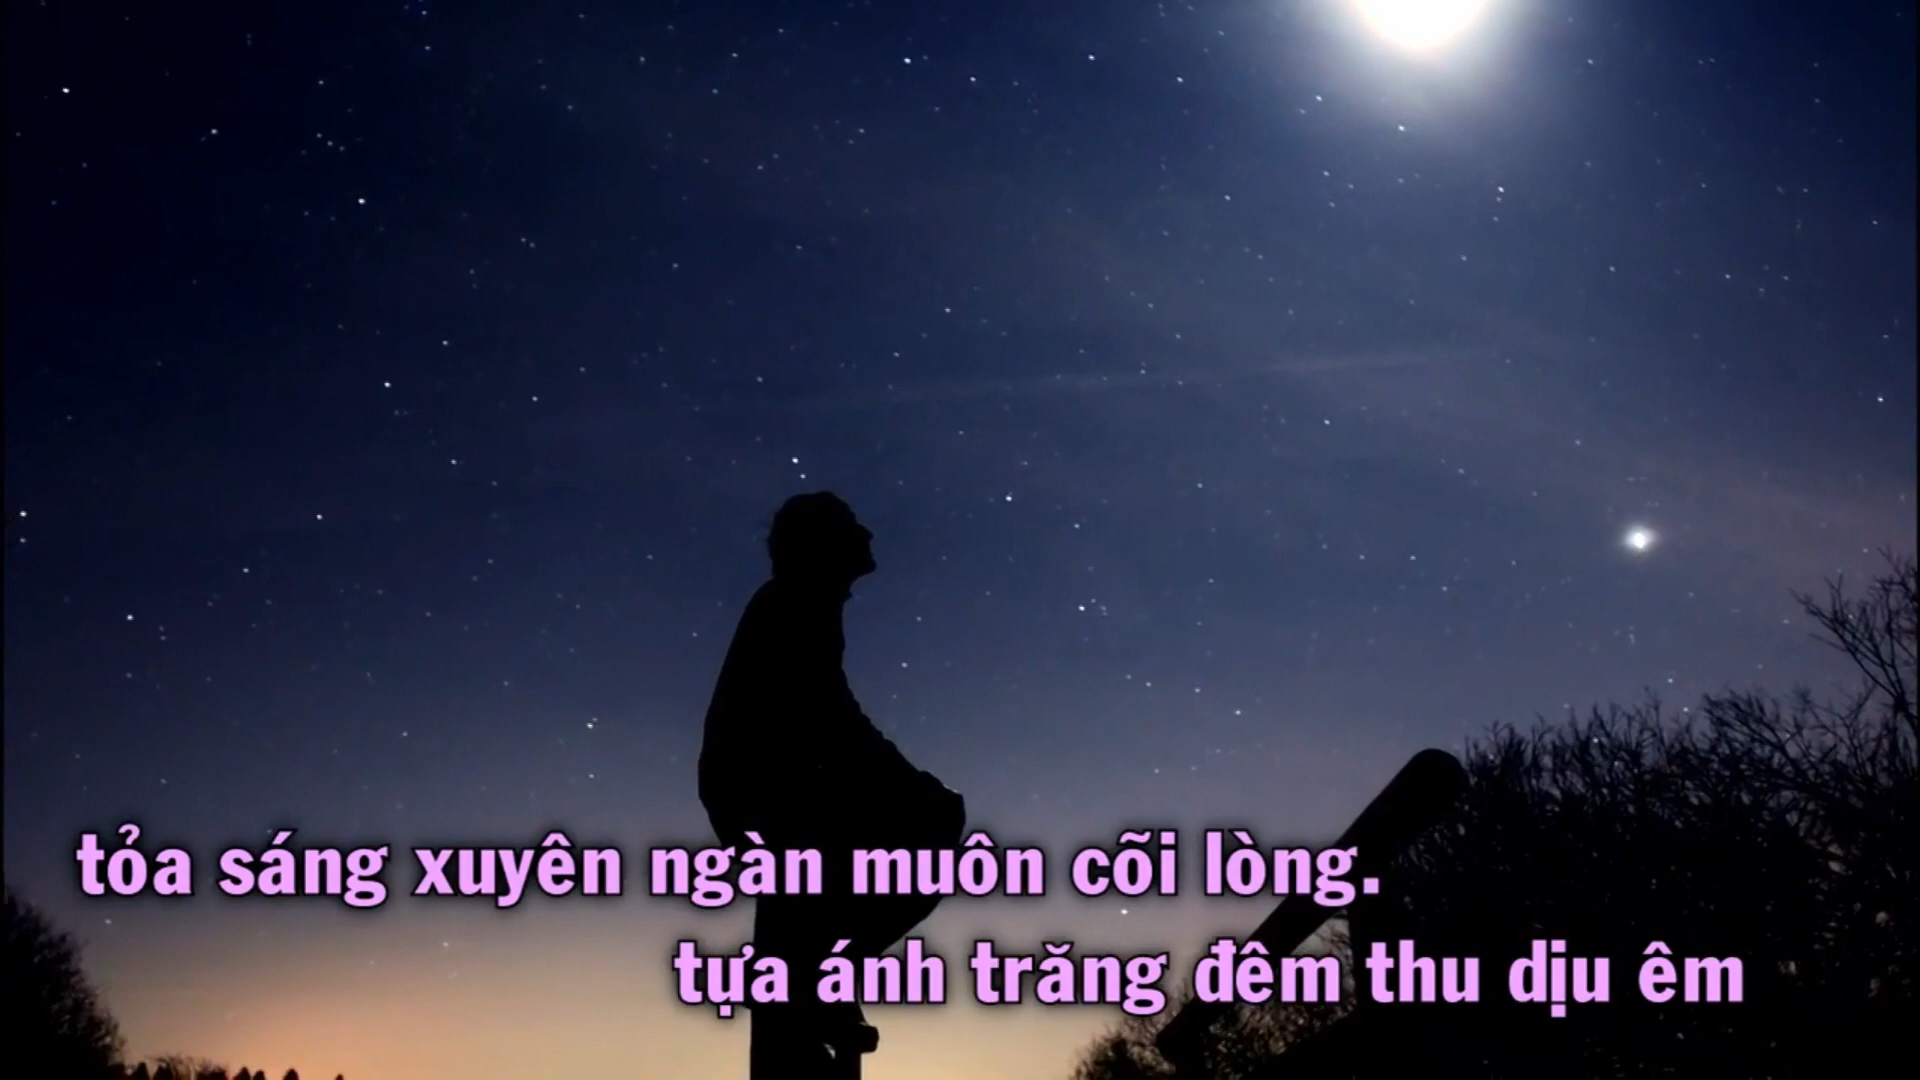 tỏa sáng xuyên ngàn muôn cõi lòng.
tựa ánh trăng đêm thu dịu êm